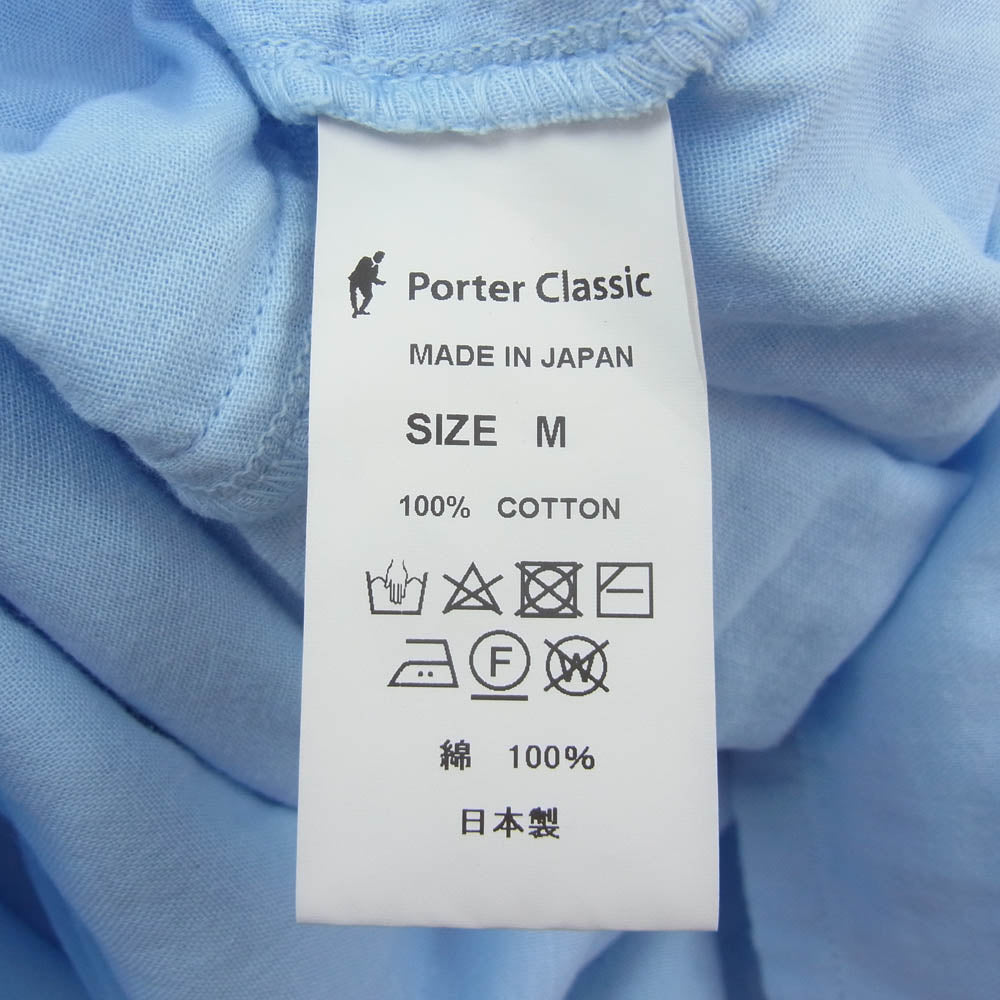 Porter Classic
MADE IN JAPAN
SIZE M
100% COTTON
F W
綿 100%
日本製